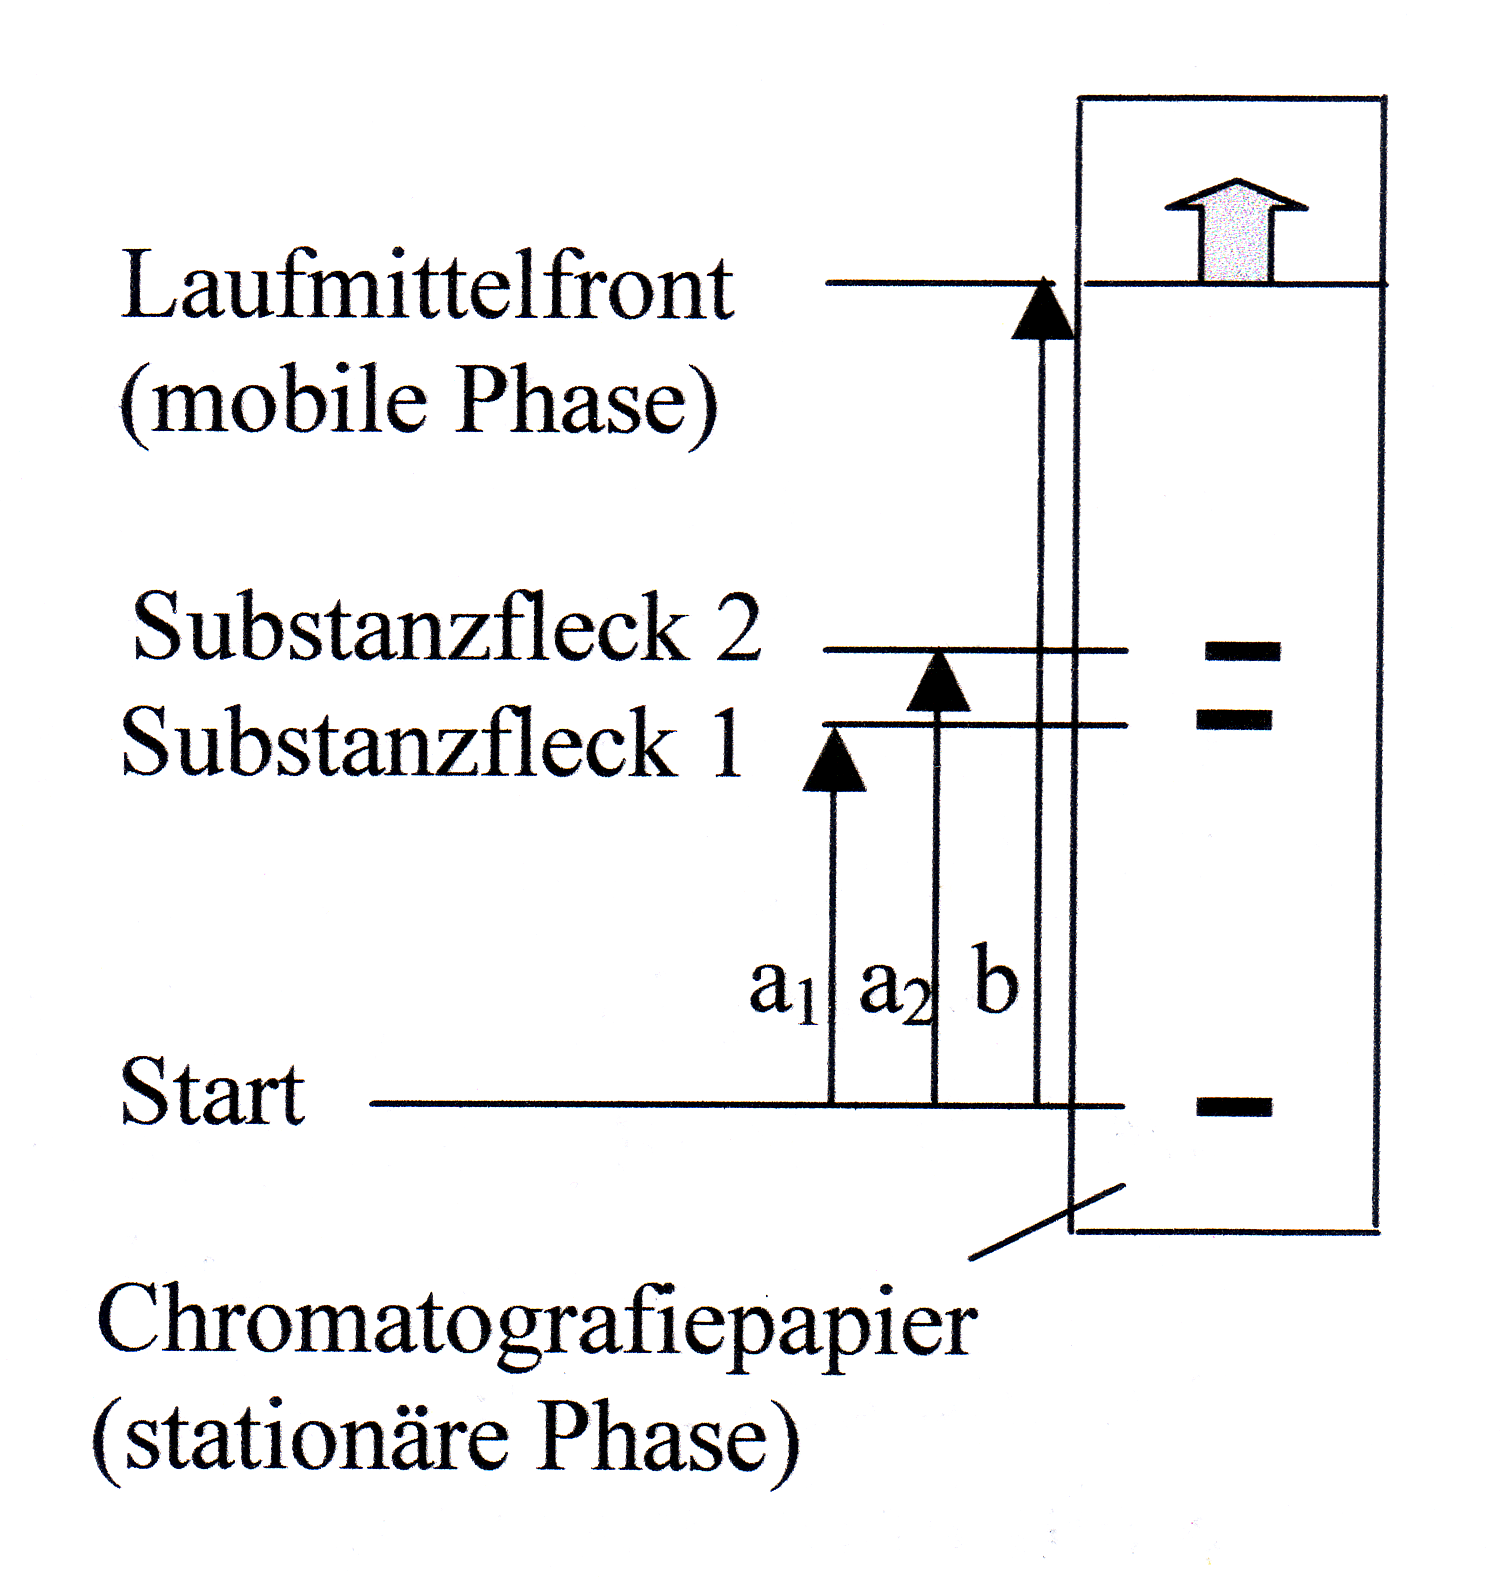 Laufmittelfront
(mobile Phase)
Substanzfleck 2
Substanzfleck 1
a1 a2 b
Start
Chromatografiepapier
(stationäre Phase)